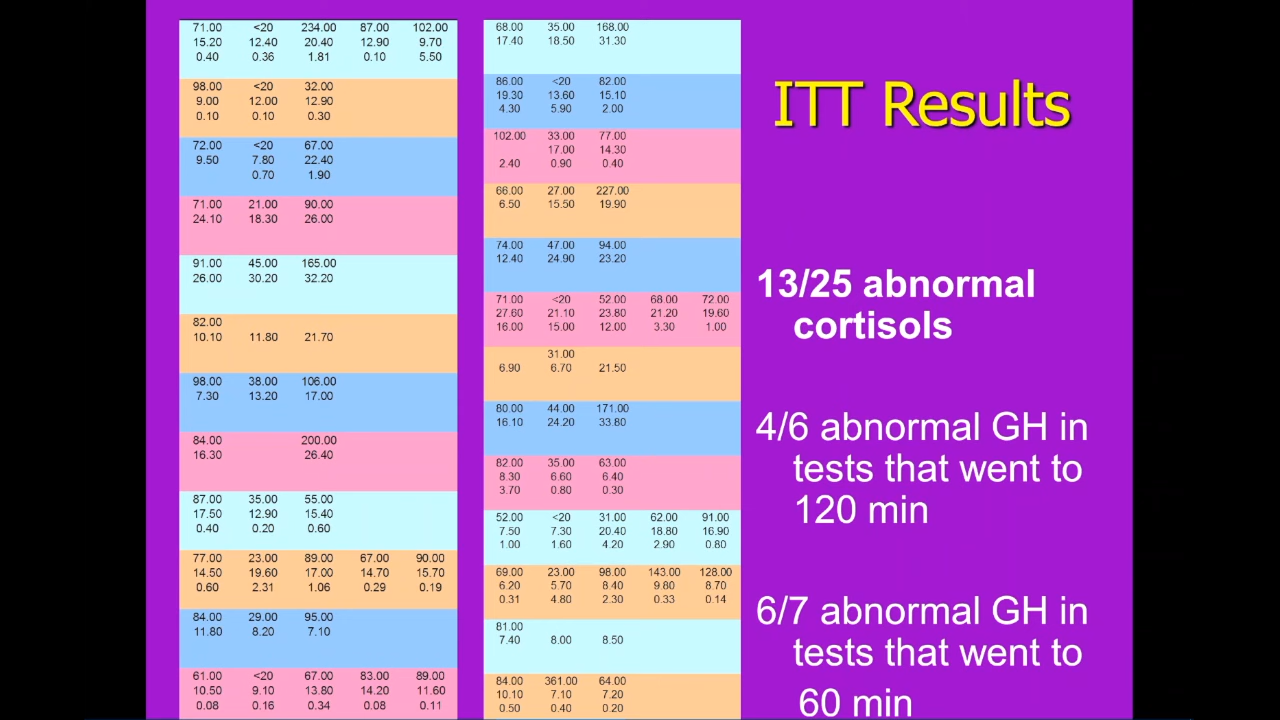 71.00 <20 234.00 87.00 102.00
15.20 12.40 20.40 12.90 9.70
0.40 0.36 1.81 0.10 5.50
98.00 <20 32.00
9.00 12.00 12.90
0.10 0.10 0.30
72.00 <20 67.00
9.50 7.80 22.40
0.70 1.90
71.00 21.00 90.00
24.10 18.30 26.00
91.00 45.00 165.00
26.00 30.20 32.20
82.00
10.10 11.80 21.70
98.00 38.00 106.00
7.30 13.20 17.00
84.00 200.00
16.30 26.40
87.00 35.00 55.00
17.50 12.90 15.40
0.40 0.20 0.60
77.00 23.00 89.00 67.00 90.00
14.50 19.60 17.00 14.70 15.70
0.60 2.31 1.06 0.29 0.19
84.00 29.00 95.00
11.80 8.20 7.10
61.00 <20 67.00 83.00 89.00
10.50 9.10 13.80 14.20 11.60
0.08 0.16 0.34 0.08 0.11
68.00 35.00 168.00
17.40 18.50 31.30
86.00 <20 82.00
19.30 13.60 15.10
4.30 5.90 2.00
102.00 33.00 77.00
17.00 14.30
2.40 0.90 0.40
66.00 27.00 227.00
6.50 15.50 19.90
74.00 47.00 94.00
12.40 24.90 23.20
71.00 <20 52.00 68.00 72.00
27.60 21.10 23.80 21.20 19.60
16.00 15.00 12.00 3.30 1.00
31.00
6.90 6.70 21.50
80.00 44.00 171.00
16.10 24.20 33.80
82.00 35.00 63.00
8.30 6.60 6.40
3.70 0.80 0.30
52.00 <20 31.00 62.00 91.00
7.50 7.30 20.40 18.80 16.90
1.00 1.60 4.20 2.90 0.80
69.00 23.00 98.00 143.00 128.00
6.20 5.70 8.40 9.80 8.70
0.31 4.80 2.30 0.33 0.14
81.00
7.40 8.00 8.50
84.00 361.00 64.00
10.10 7.10 7.20
0.50 0.40 0.20
ITT Results
13/25 abnormal
cortisols
4/6 abnormal GH in
tests that went to
120 min
6/7 abnormal GH in
tests that went to
60 min